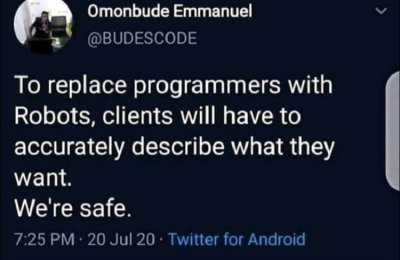 Omonbude Emmanuel
@BUDESCODE
To replace programmers with
Robots, clients will have to
accurately describe what they
want.
We're safe.
7:25 PM · 20 Jul 20 · Twitter for Android